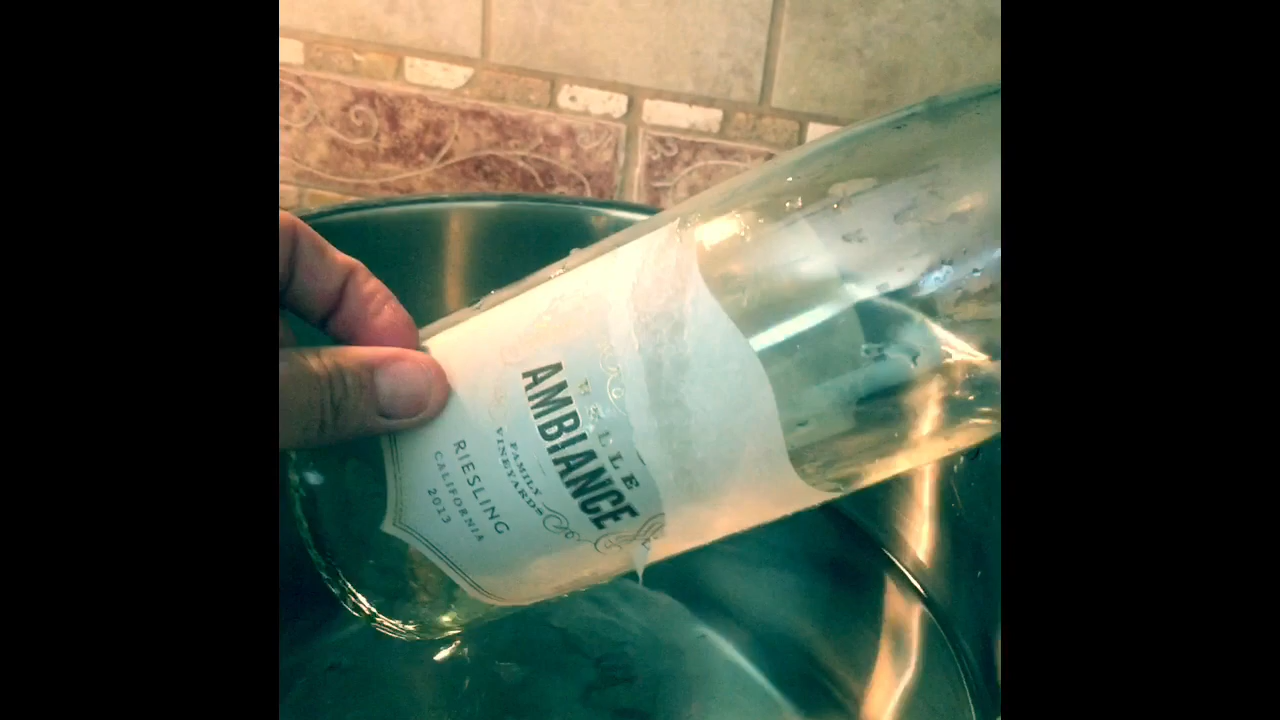 BELLE
AMBIANCE
FAMILY
VINEYARDS
RIESLING
CALIFORNIA
2013